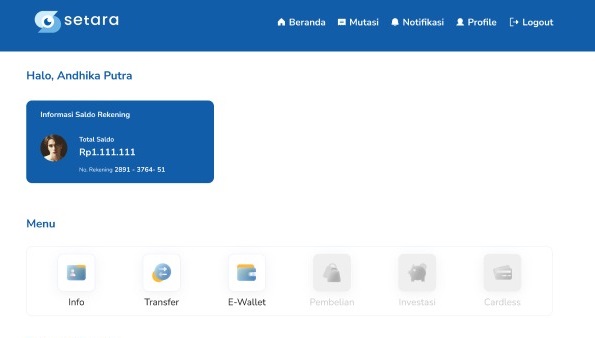 setara
Beranda Mutasi Notifikasi Profile Logout
Halo, Andhika Putra
Informasi Saldo Rekening
Total Saldo
Rp1.111.111
No. Rekening 2891 - 3764- 51
Menu
Info Transfer E-Wallet Pembelian Investasi Cardless